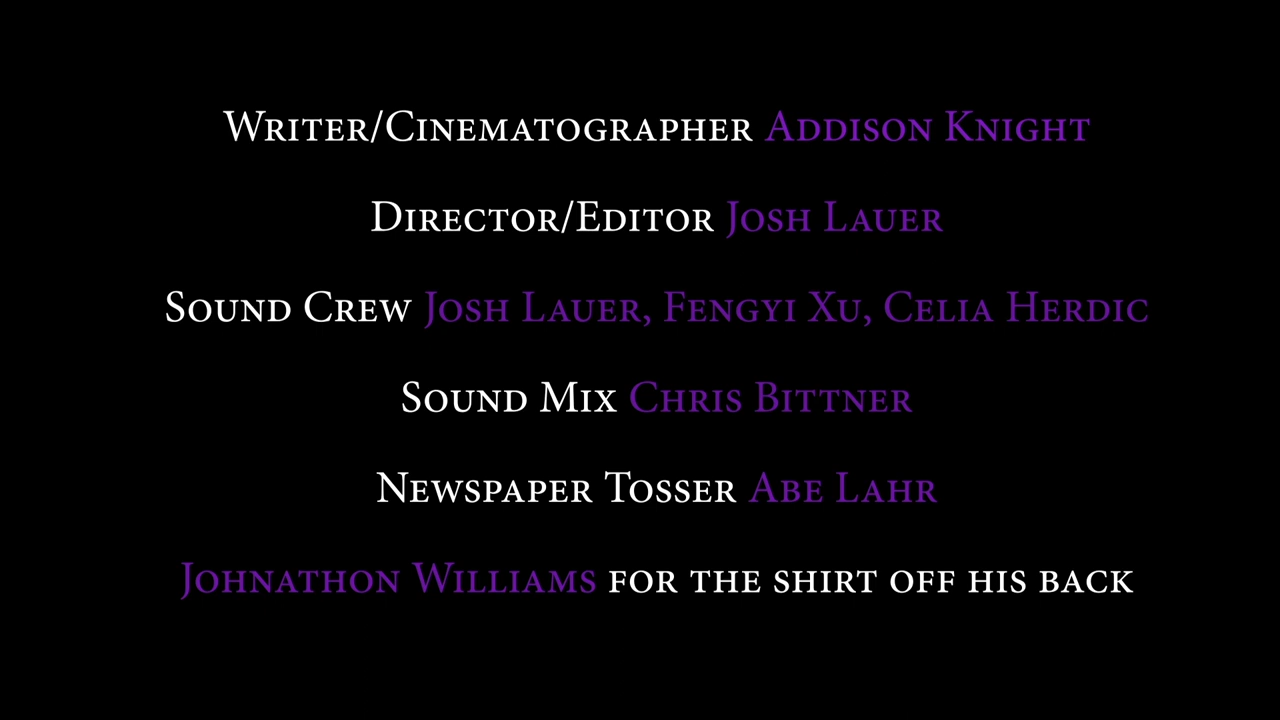 Writer/Cinematographer Addison Knight
Director/Editor Josh Lauer
Sound Crew Josh Lauer, Fengyi Xu, Celia Herdic
Sound Mix Chris Bittner
Newspaper Tosser Abe Lahr
Johnathon Williams for the shirt off his back